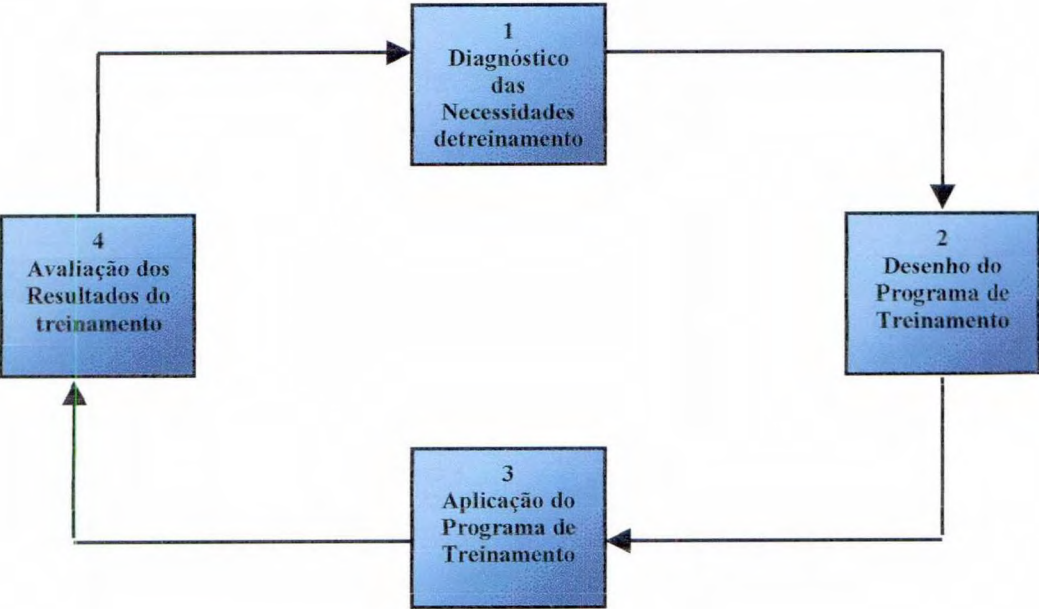 1
Diagnóstico
das
Necessidades
detreinamento
2
Desenho do
Programa de
Treinamento
3
Aplicação do
Programa de
Treinamento
4
Avaliação dos
Resultados do
treinamento